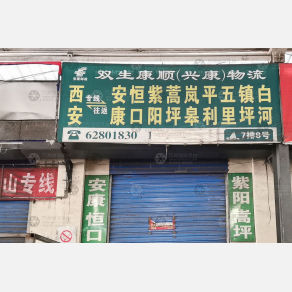 双生康顺(兴康)物流
西安 专线 往返
安恒紫蒿岚平五镇白
康口阳坪皋利里坪河
62801830 1
7排8号
山专线
安康恒口
紫阳蒿坪